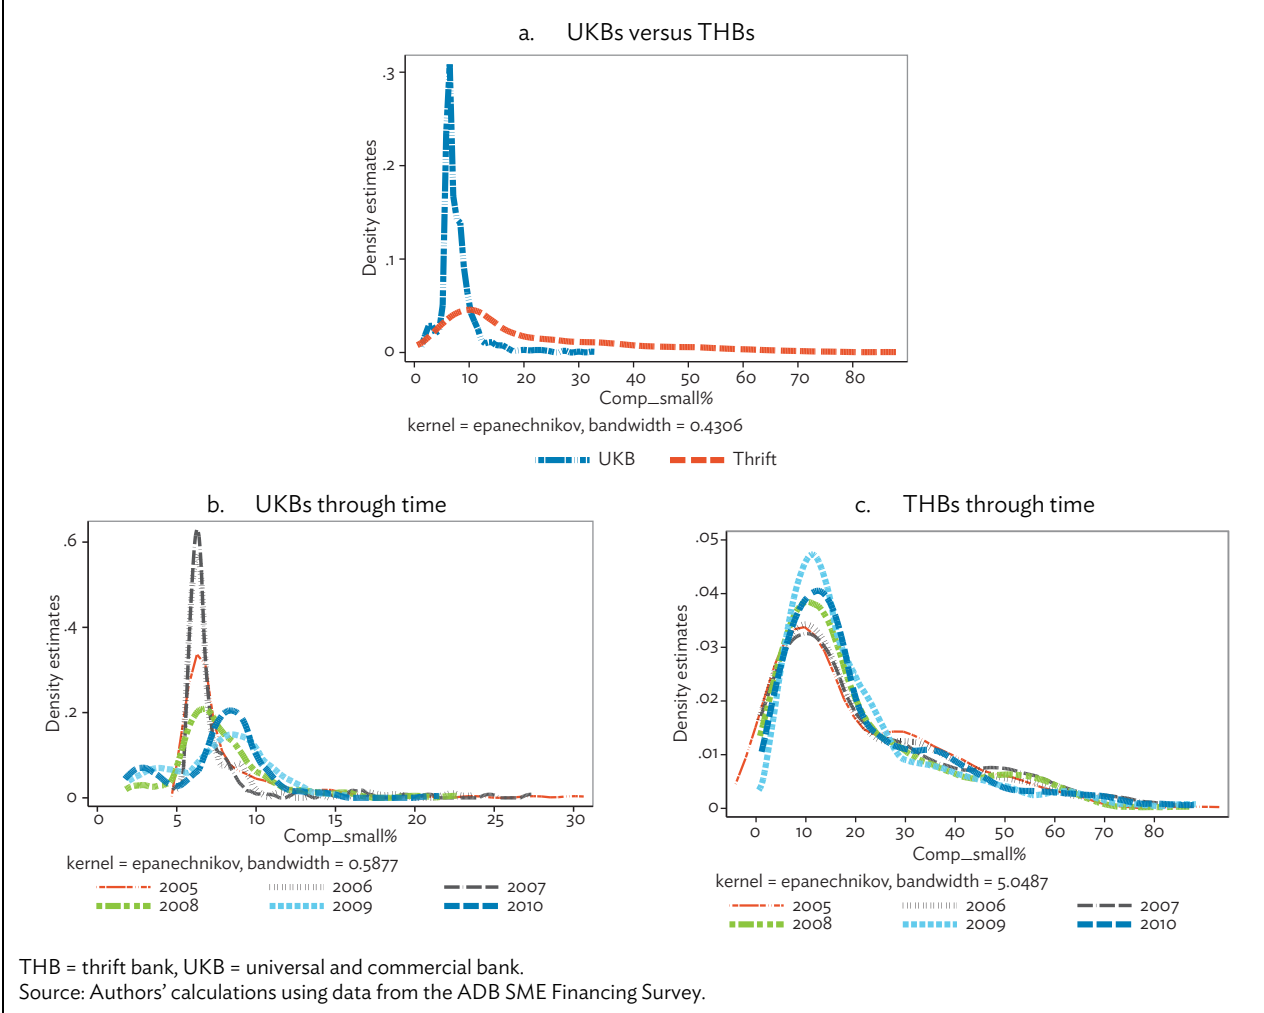 a. UKBs versus THBs
.3
.2
.1
0
Density estimates
0 10 20 30 40 50 60 70 80
Comp_small%
kernel = epanechnikov, bandwidth = 0.4306
UKB Thrift
b. UKBs through time
.6
.4
.2
0
Density estimates
0 5 10 15 20 25 30
Comp_small%
kernel = epanechnikov, bandwidth = 0.5877
2005 2006 2007
2008 2009 2010
c. THBs through time
.05
.04
.03
.02
.01
0
Density estimates
0 10 20 30 40 50 60 70 80
Comp_small%
kernel = epanechnikov, bandwidth = 5.0487
2005 2006 2007
2008 2009 2010
THB = thrift bank, UKB = universal and commercial bank.
Source: Authors’ calculations using data from the ADB SME Financing Survey.